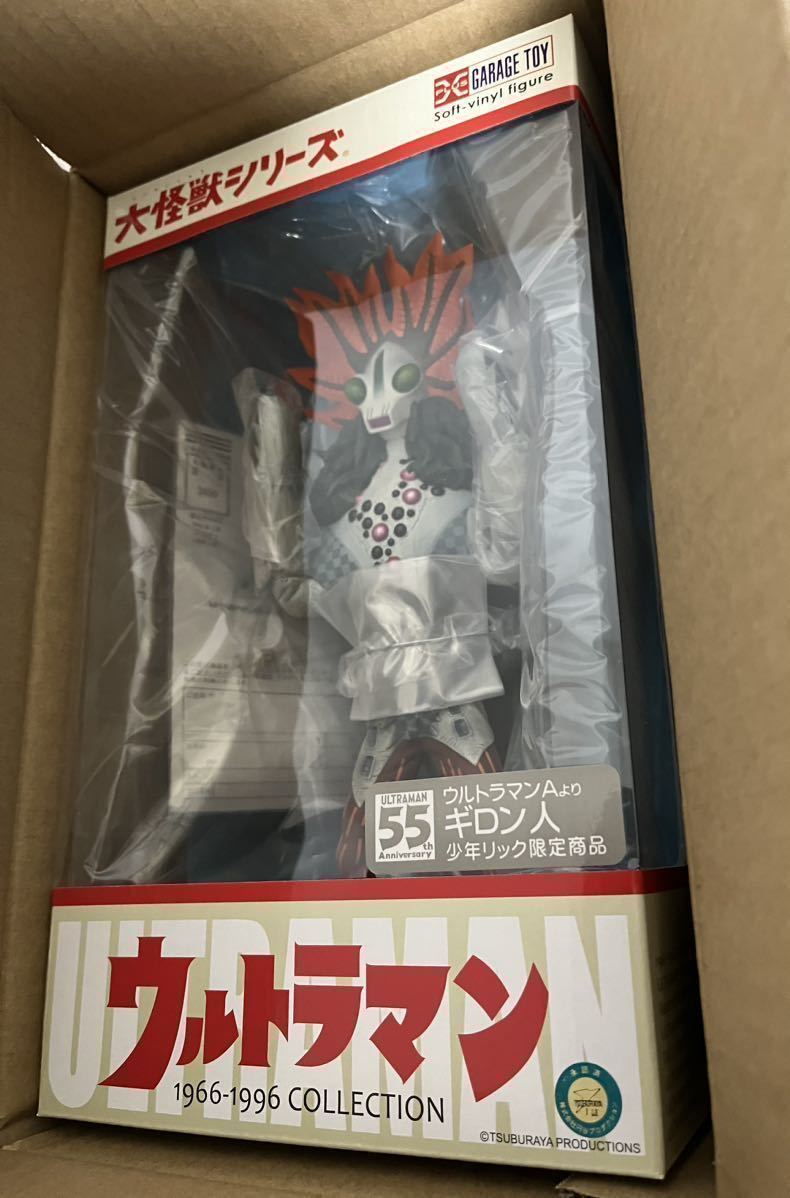 GARAGE TOY
Soft-vinyl figure
大怪獣シリーズ
ULTRAMAN
55th
Anniversary
ウルトラマンAより
ギロン人
少年リック限定商品
ULTRAMAN
ウルトラマン
1966-1996 COLLECTION
©TSUBURAYA PRODUCTIONS